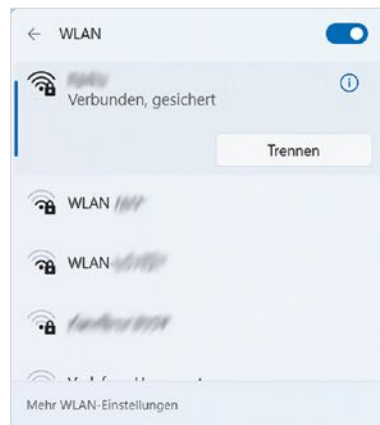 WLAN
Verbunden, gesichert
Trennen
WLAN
WLAN
Mehr WLAN-Einstellungen